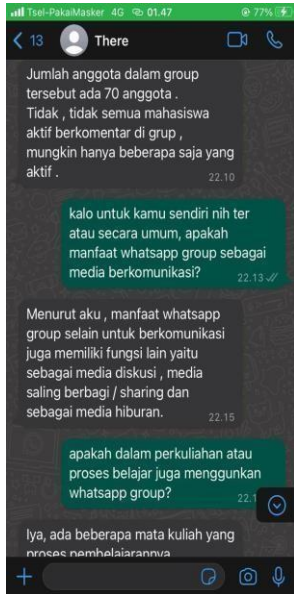 Tsel-PakaiMasker 4G 01.47 77%
13 There
Jumlah anggota dalam group
tersebut ada 70 anggota .
Tidak , tidak semua mahasiswa
aktif berkomentar di grup ,
mungkin hanya beberapa saja yang
aktif .
22.10
kalo untuk kamu sendiri nih ter
atau secara umum, apakah
manfaat whatsapp group sebagai
media berkomunikasi?
22.13
Menurut aku , manfaat whatsapp
group selain untuk berkomunikasi
juga memiliki fungsi lain yaitu
sebagai media diskusi , media
saling berbagi / sharing dan
sebagai media hiburan.
22.15
apakah dalam perkuliahan atau
proses belajar juga menggunkan
whatsapp group?
Iya, ada beberapa mata kuliah yang
proses pembelajarannya